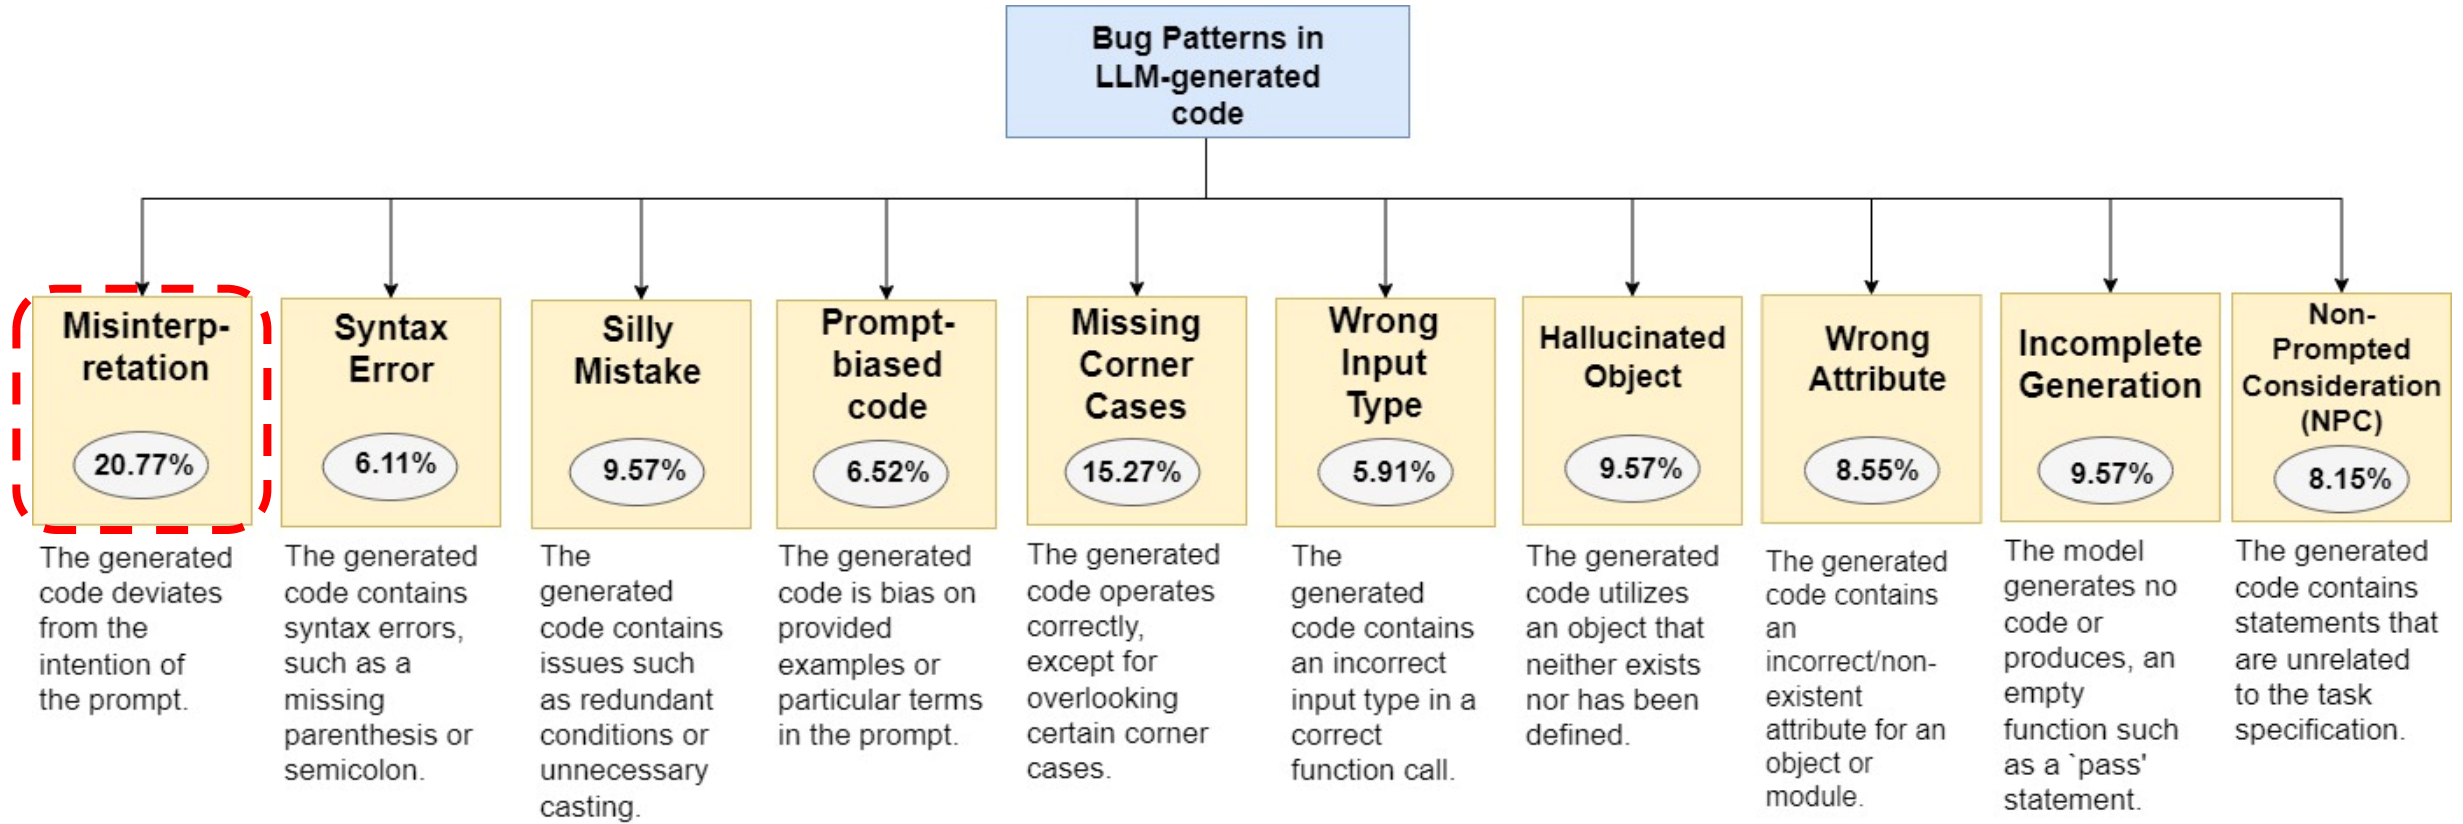 Bug Patterns in
LLM-generated
code
Misinterp-
retation
20.77%
The generated
code deviates
from the
intention of
the prompt.
Syntax
Error
6.11%
The generated
code contains
syntax errors,
such as a
missing
parenthesis or
semicolon.
Silly
Mistake
9.57%
The
generated
code contains
issues such
as redundant
conditions or
unnecessary
casting.
Prompt-
biased
code
6.52%
The generated
code is bias on
provided
examples or
particular terms
in the prompt.
Missing
Corner
Cases
15.27%
The generated
code operates
correctly,
except for
overlooking
certain corner
cases.
Wrong
Input
Type
5.91%
The
generated
code contains
an incorrect
input type in a
correct
function call.
Hallucinated
Object
9.57%
The generated
code utilizes
an object that
neither exists
nor has been
defined.
Wrong
Attribute
8.55%
The generated
code contains
an
incorrect/non-
existent
attribute for an
object or
module.
Incomplete
Generation
9.57%
The model
generates no
code or
produces, an
empty
function such
as a `pass'
statement.
Non-
Prompted
Consideration
(NPC)
8.15%
The generated
code contains
statements that
are unrelated
to the task
specification.